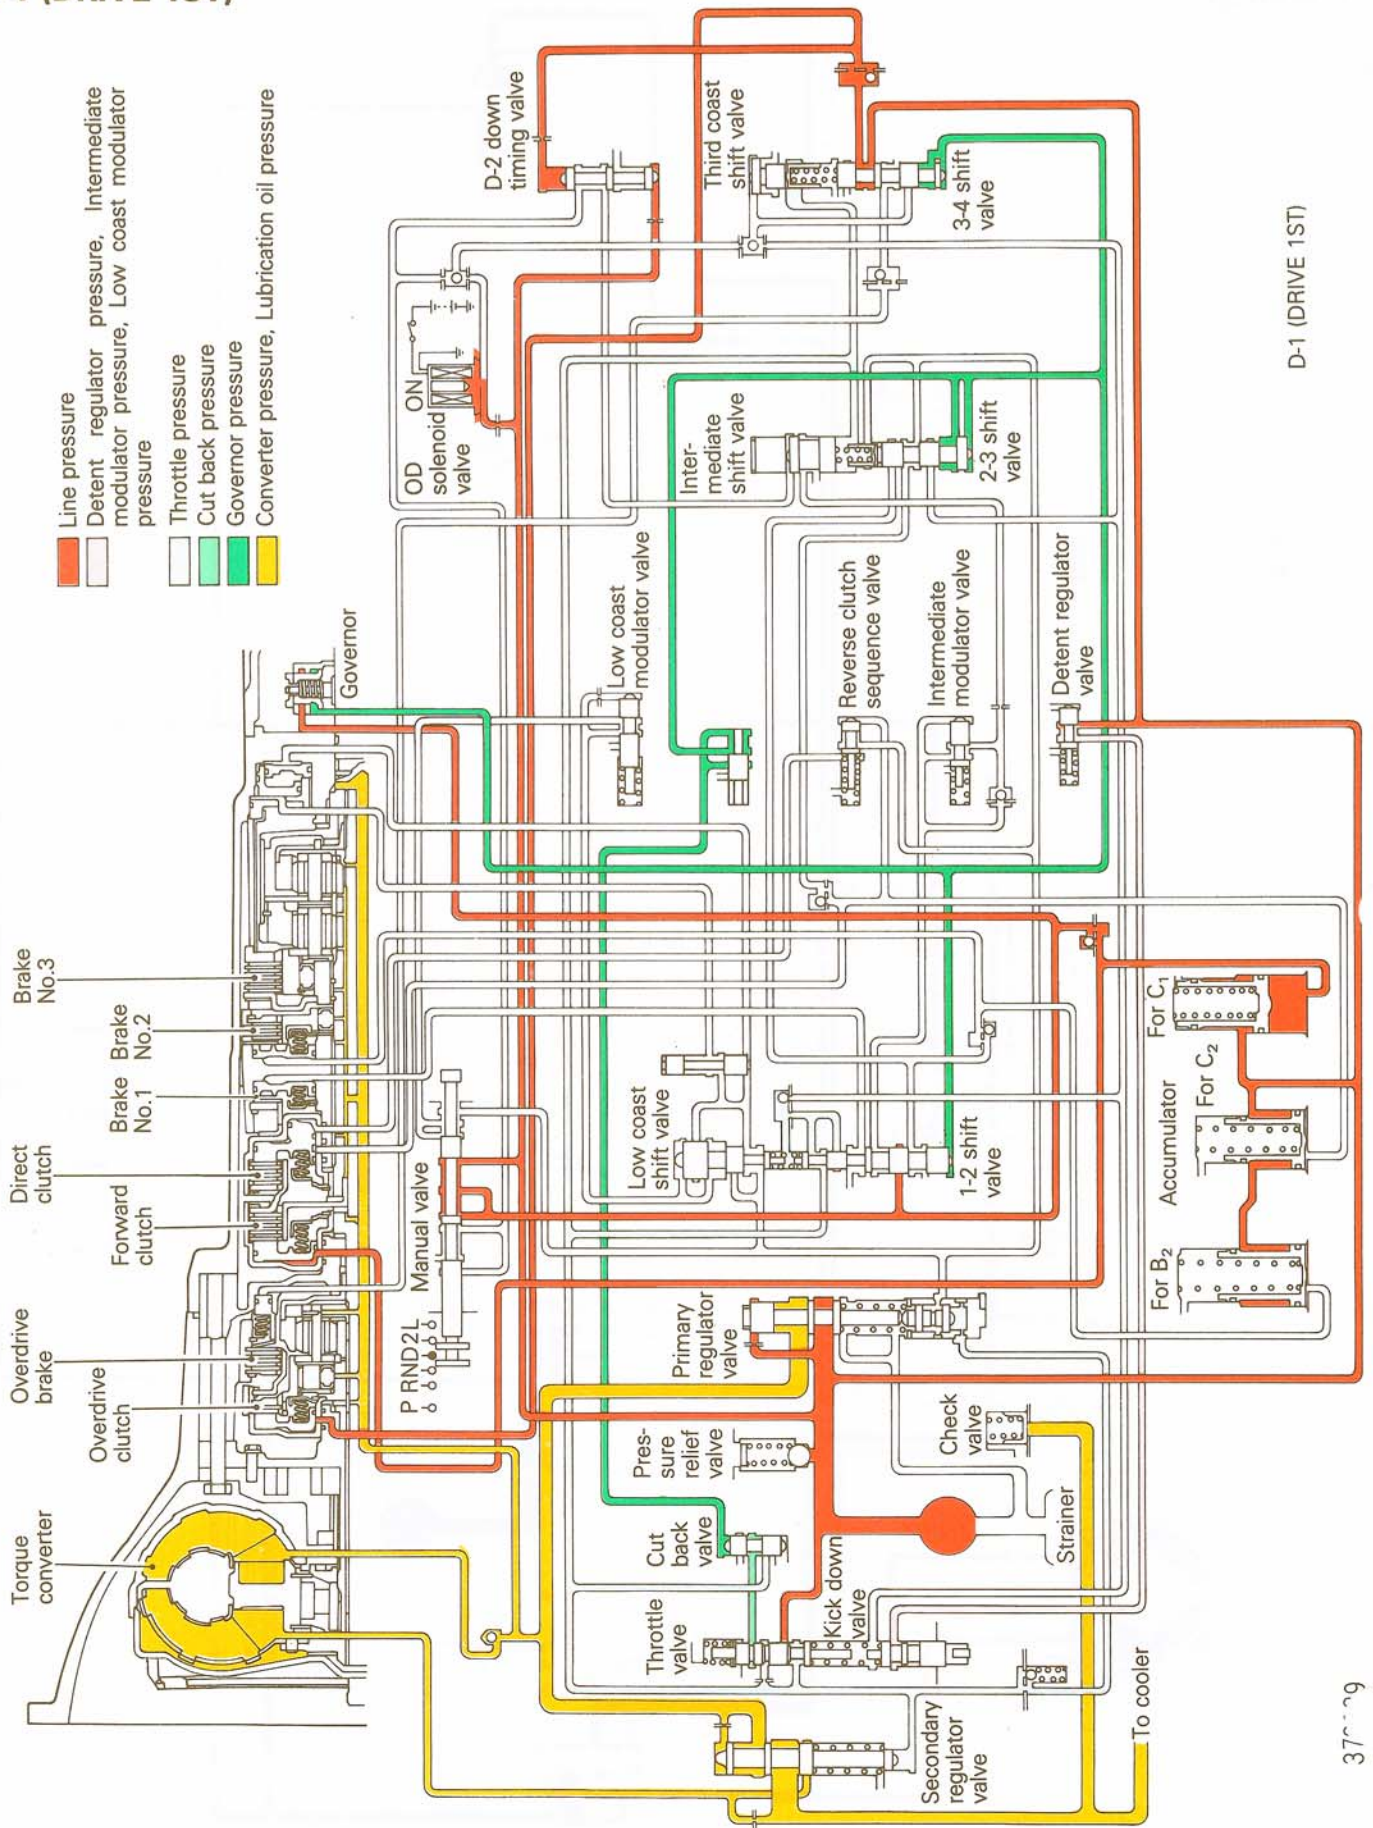 (DRIVE 1ST)
Line pressure
Detent regulator pressure, Intermediate
modulator pressure, Low coast modulator
pressure
Throttle pressure
Cut back pressure
Governor pressure
Converter pressure, Lubrication oil pressure
Torque
converter
Overdrive
clutch
Overdrive
brake
Forward
clutch
Direct
clutch
Brake
No.1
Brake
No.2
Brake
No.3
Governor
P RND2L
Manual valve
OD
solenoid
valve
ON
D-2 down
timing valve
Low coast
modulator valve
Third coast
shift valve
3-4 shift
valve
Inter-
mediate
shift valve
2-3 shift
valve
Reverse clutch
sequence valve
Intermediate
modulator valve
Detent regulator
valve
Low coast
shift valve
1-2 shift
valve
Primary
regulator
valve
Pres-
sure
relief
valve
Check
valve
Cut
back
valve
Strainer
Throttle
valve
Kick down
valve
Secondary
regulator
valve
To cooler
For B₂
Accumulator
For C₂
For C₁
D-1 (DRIVE 1ST)